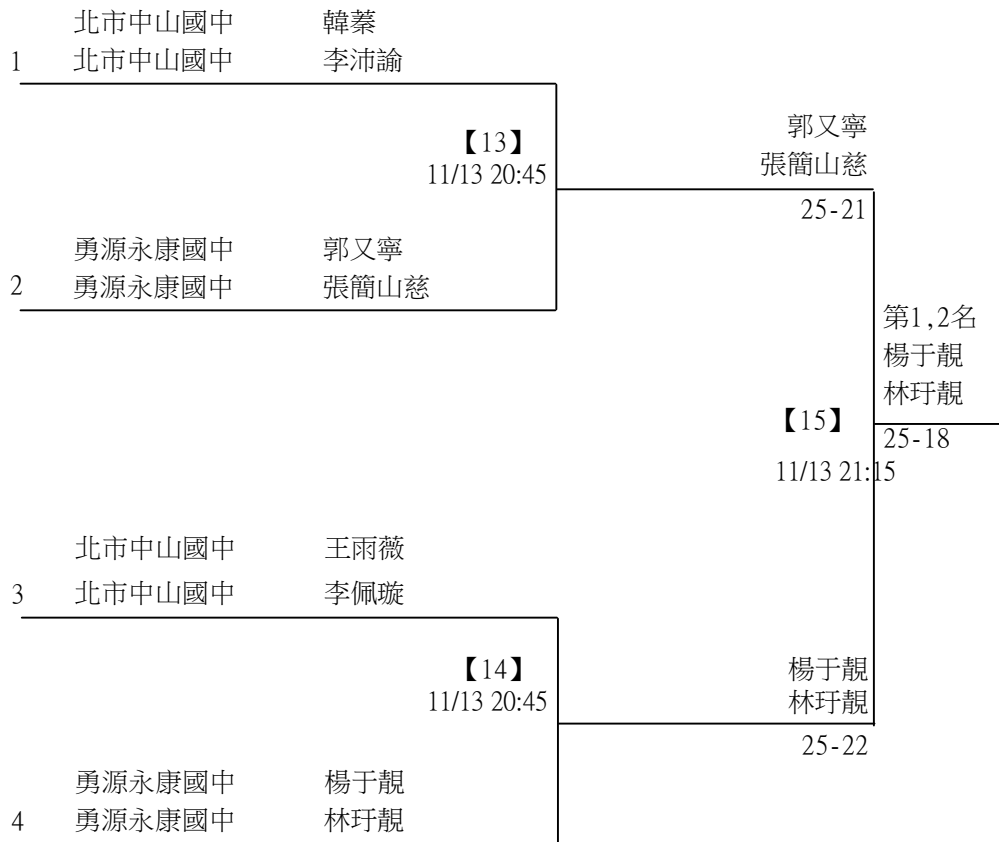 北市中山國中 韓蓁
1 北市中山國中 李沛諭
【13】
11/13 20:45
郭又寧
張簡山慈
25-21
勇源永康國中 郭又寧
2 勇源永康國中 張簡山慈
第1,2名
楊于靚
林玗靚
【15】
25-18
11/13 21:15
北市中山國中 王雨薇
3 北市中山國中 李佩璇
【14】
11/13 20:45
楊于靚
林玗靚
25-22
勇源永康國中 楊于靚
4 勇源永康國中 林玗靚